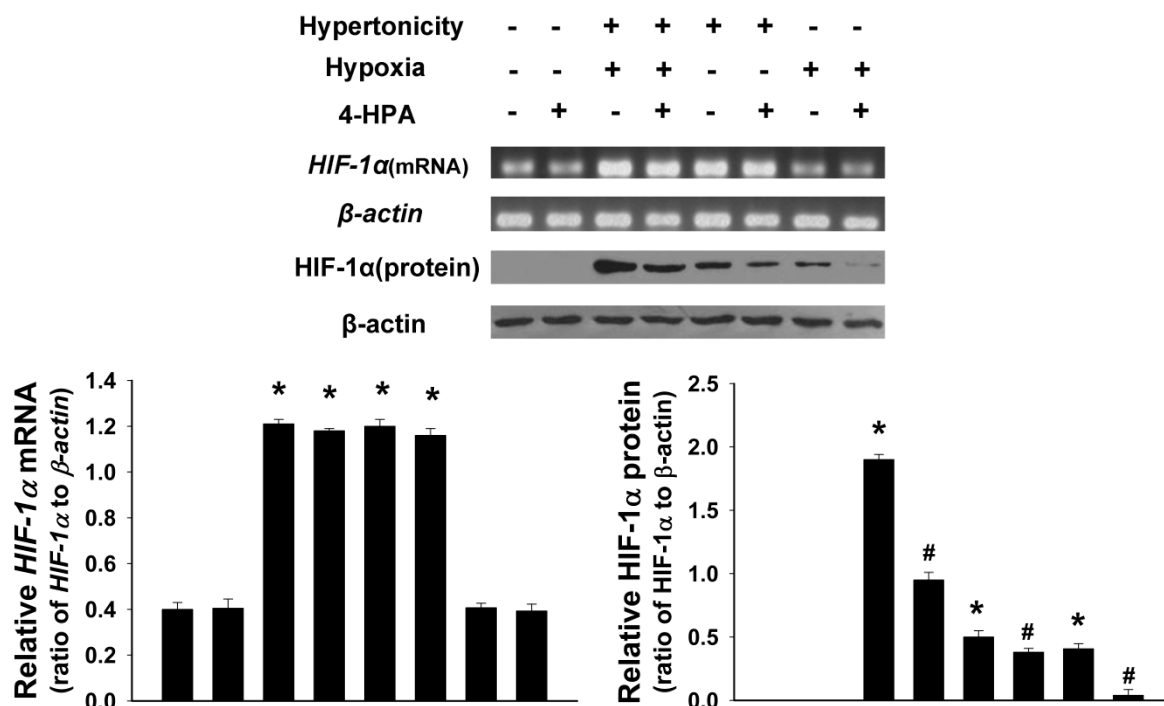 Hypertonicity - - + + + + - -
Hypoxia - - + + - - + +
4-HPA - + - + - + - +
HIF-1α(mRNA)
β-actin
HIF-1α(protein)
β-actin
Relative HIF-1α mRNA
(ratio of HIF-1α to β-actin)
1.4
1.2
1.0
0.8
0.6
0.4
0.2
0.0
* * * *
Relative HIF-1α protein
(ratio of HIF-1α to β-actin)
2.5
2.0
1.5
1.0
0.5
0.0
* # * # * #